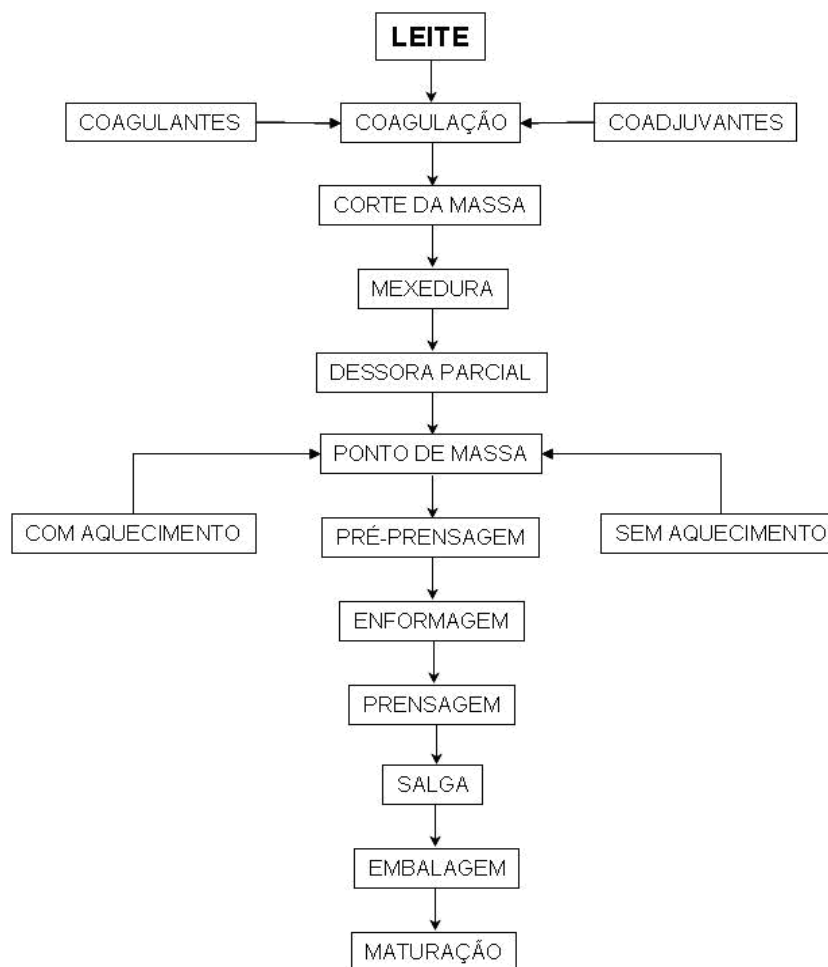 LEITE
COAGULANTES
COAGULAÇÃO
COADJUVANTES
CORTE DA MASSA
MEXEDURA
DESSORA PARCIAL
PONTO DE MASSA
COM AQUECIMENTO
PRÉ-PRENSAGEM
SEM AQUECIMENTO
ENFORMAGEM
PRENSAGEM
SALGA
EMBALAGEM
MATURAÇÃO